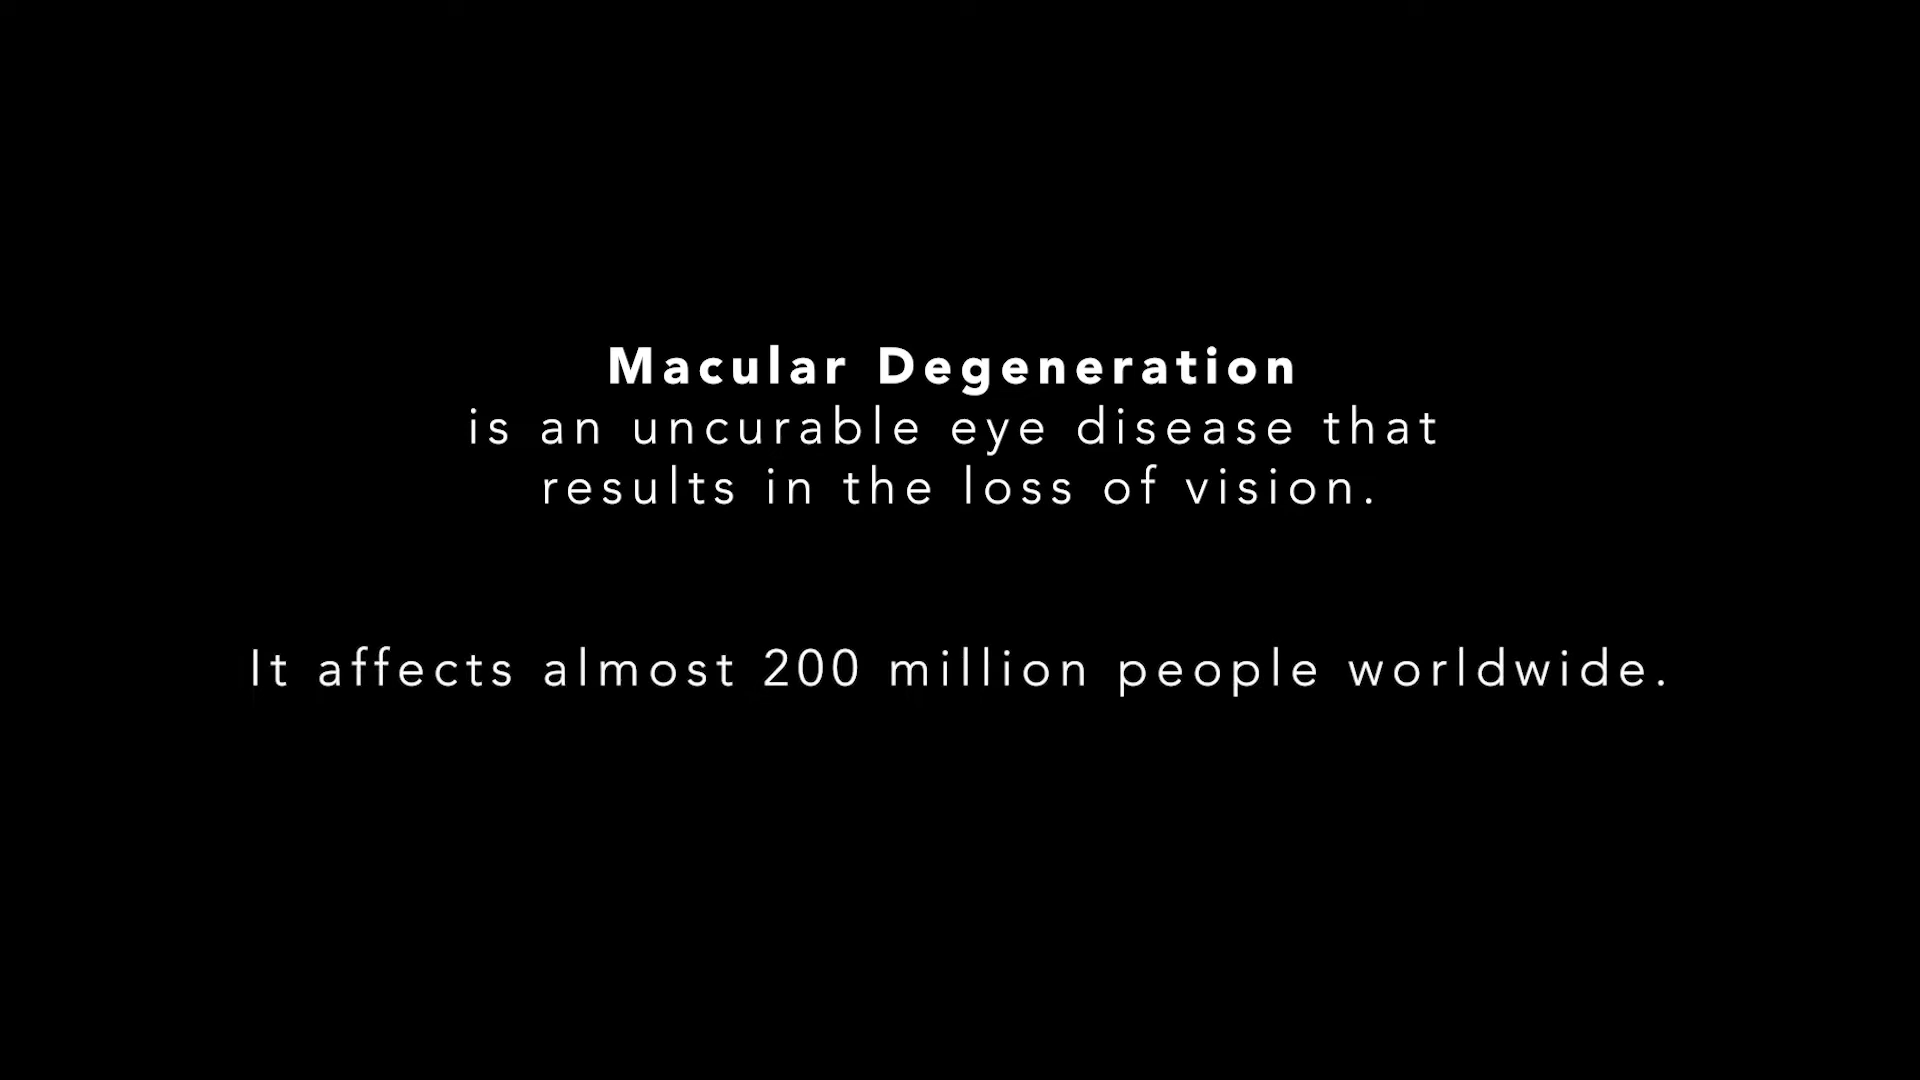 Macular Degeneration
is an uncurable eye disease that
results in the loss of vision.
It affects almost 200 million people worldwide.